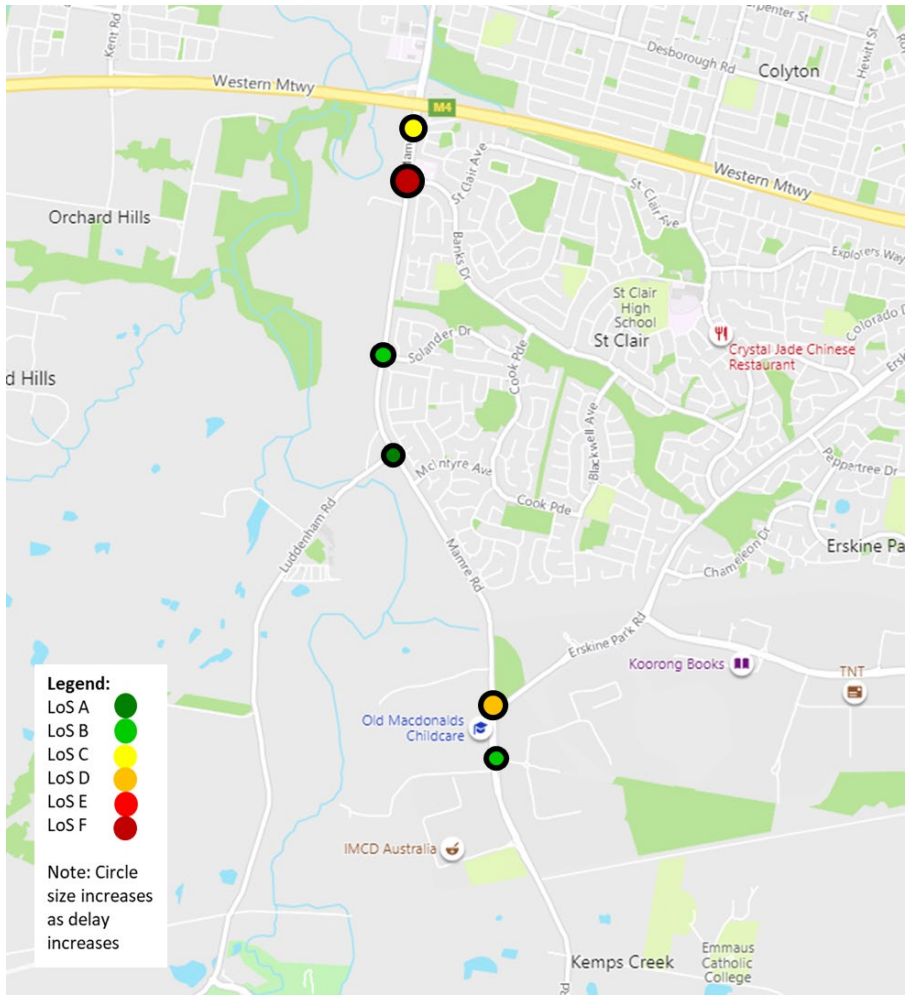 Kent Rd
Carpenter St
Hewitt St
Desborough Rd
Colyton
Western Mtwy
M4
Mam
St Clair Ave
Western Mtwy
St Clair Ave
Orchard Hills
Banks Dr
Explorers Way
St Clair
High
School
St Clair
Colorado D
Crystal Jade Chinese
Restaurant
Ersk
Solander Dr
Cook Pde
d Hills
Blackwell Ave
McIntyre Ave
Peppertree Dr
Cook Pde
Luddenham Rd
Mamre Rd
Chameleon Dr
Erskine Pa
Erskine Park Rd
Koorong Books
TNT
Old Macdonalds
Childcare
IMCD Australia
Emmaus
Catholic
College
Kemps Creek
Rd
Legend:
LoS A
LoS B
LoS C
LoS D
LoS E
LoS F
Note: Circle
size increases
as delay
increases